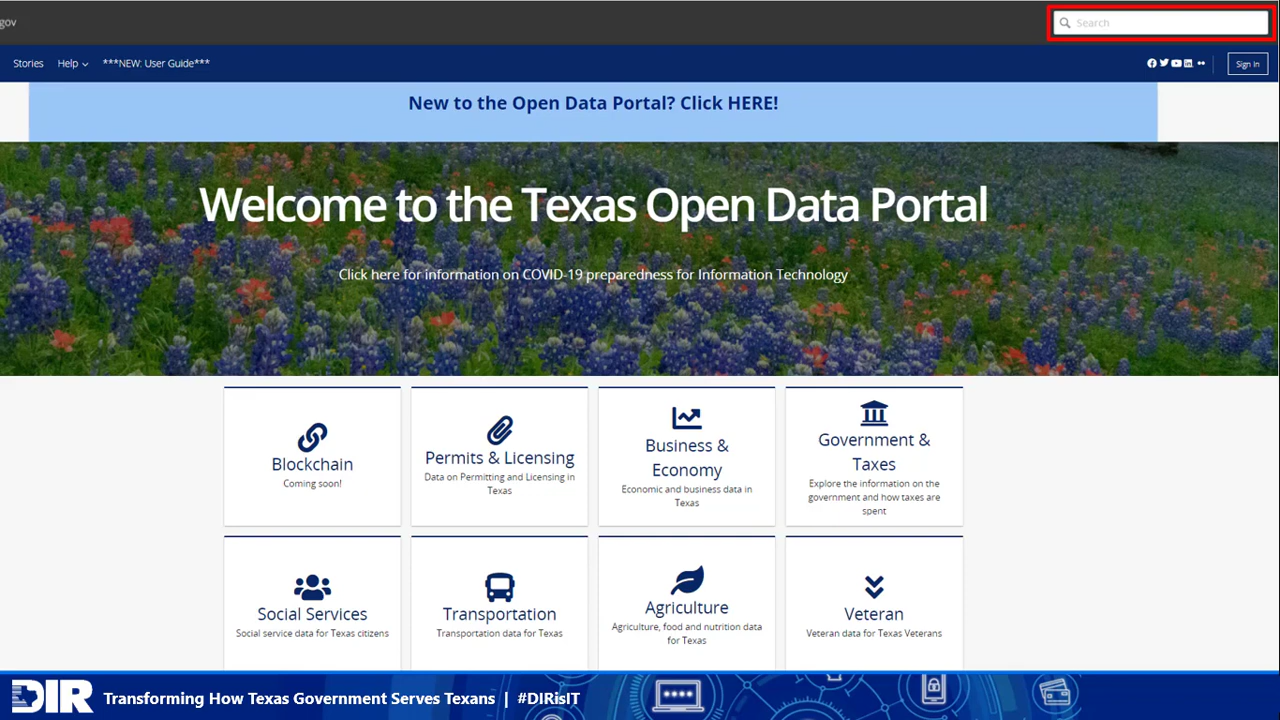 gov
Search
Stories Help ***NEW: User Guide***
Sign In
New to the Open Data Portal? Click HERE!
Welcome to the Texas Open Data Portal
Click here for information on COVID-19 preparedness for Information Technology
Blockchain
Coming soon!
Permits & Licensing
Data on Permitting and Licensing in
Texas
Business &
Economy
Economic and business data in
Texas
Government &
Taxes
Explore the information on the
government and how taxes are
spent
Social Services
Social service data for Texas citizens
Transportation
Transportation data for Texas
Agriculture
Agriculture, food and nutrition data
for Texas
Veteran
Veteran data for Texas Veterans
DIR Transforming How Texas Government Serves Texans | #DIRisIT